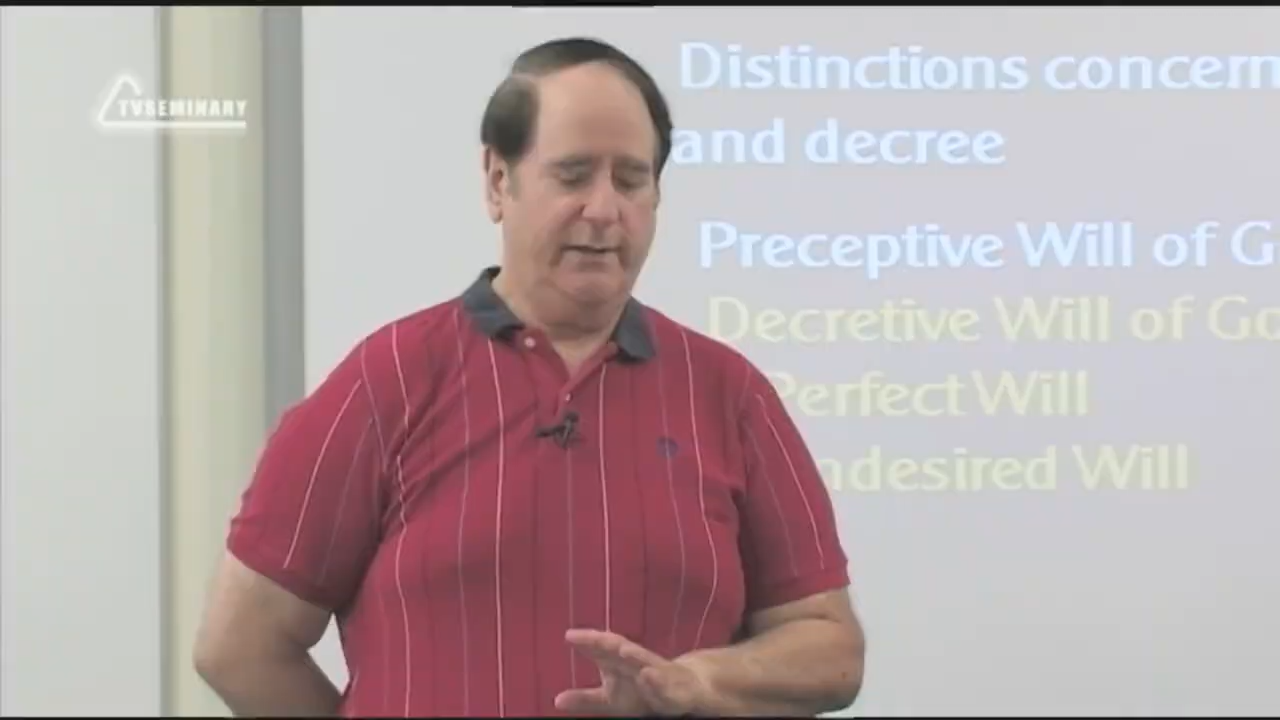 TVSEMINARY
Distinctions concern
and decree
Preceptive Will of G
Decretive Will of Go
Perfect Will
ndesired Will